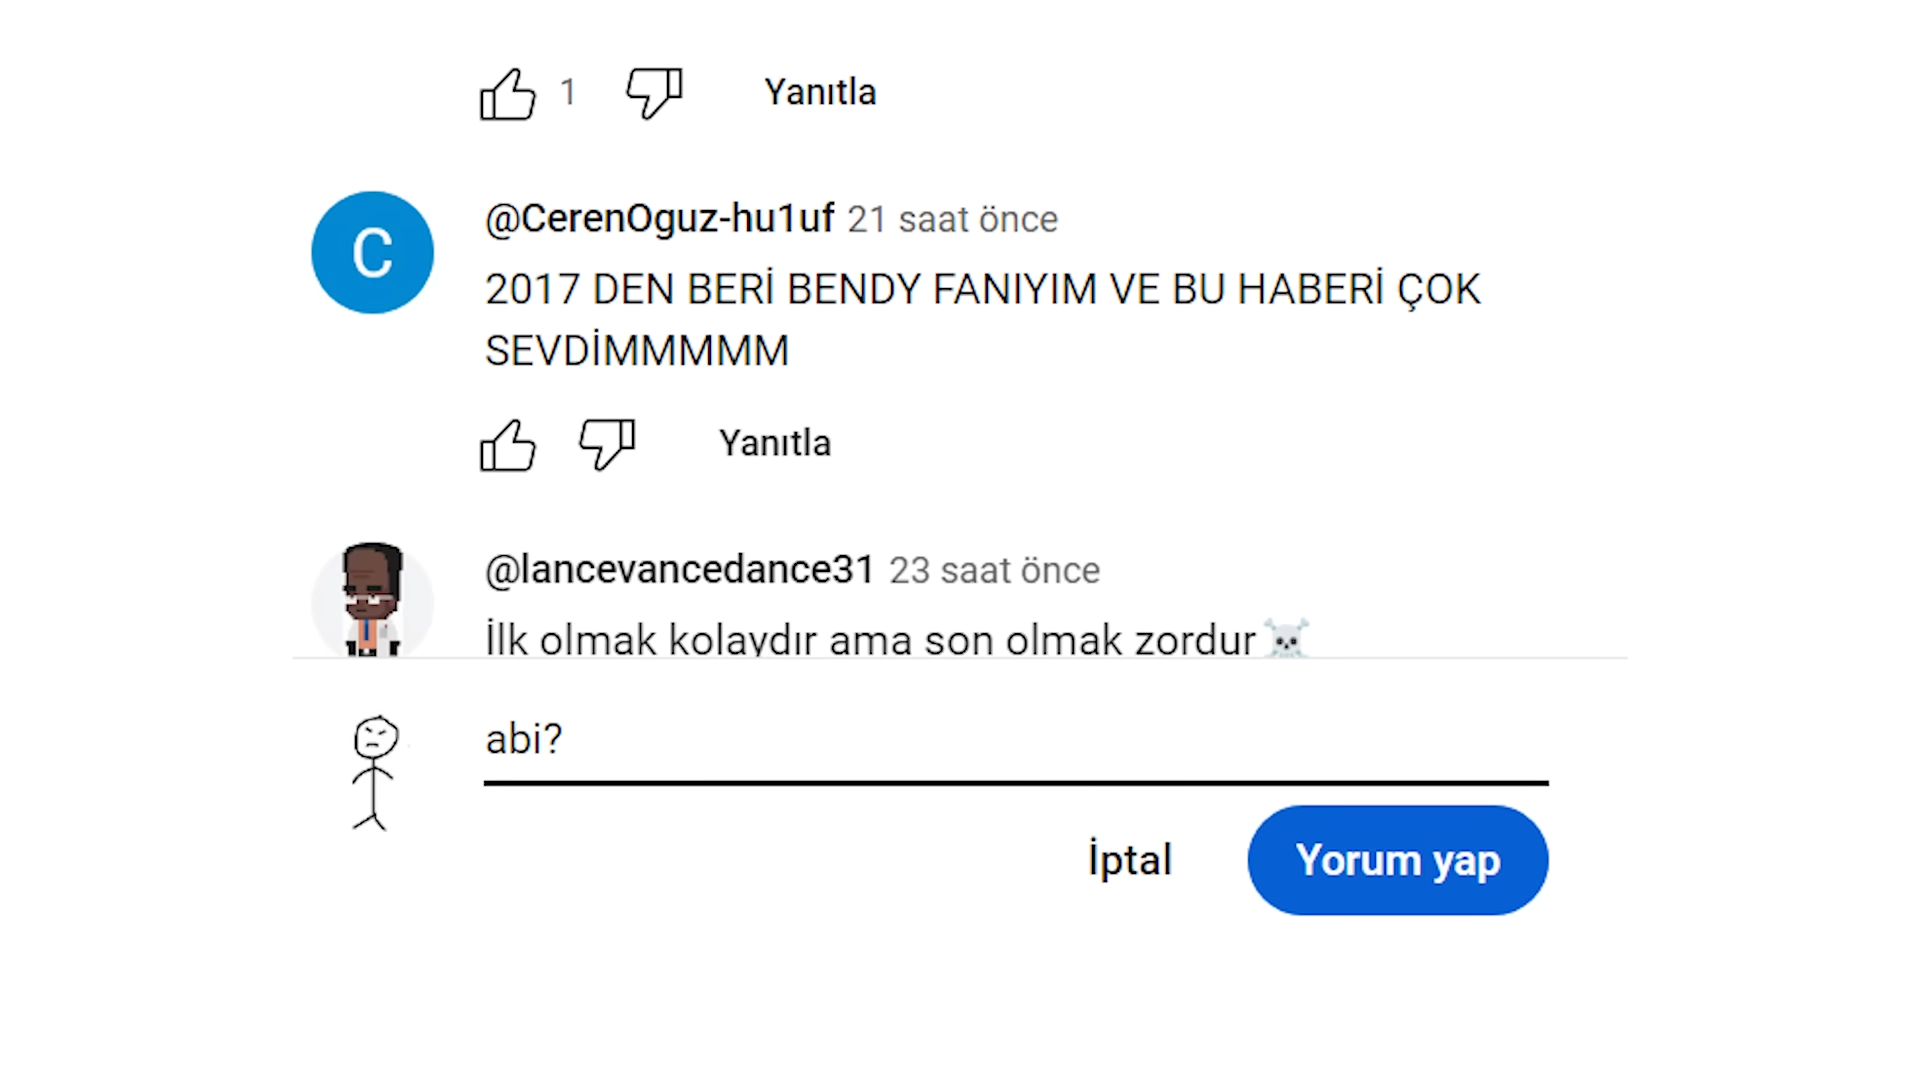 1 Yanıtla
@CerenOguz-hu1uf 21 saat önce
2017 DEN BERİ BENDY FANIYIM VE BU HABERİ ÇOK
SEVDİMMMMM
Yanıtla
@lancevancedance31 23 saat önce
İlk olmak kolaydır ama son olmak zordur☠️
abi?
İptal Yorum yap
C